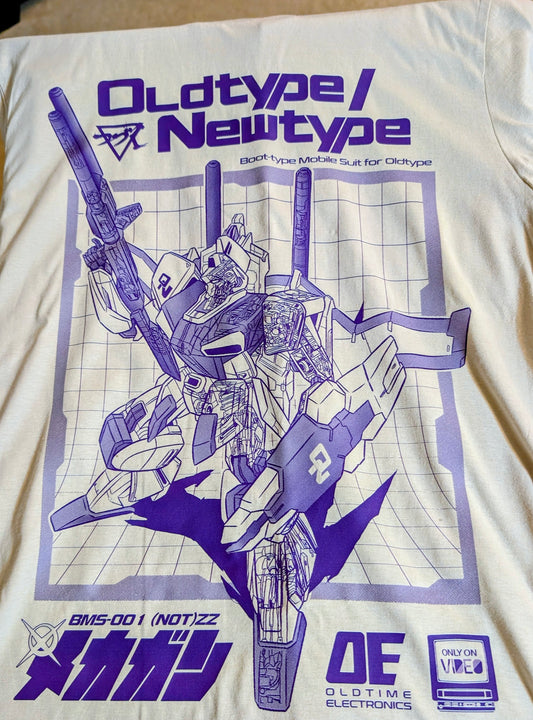 Oldtype/
Newtype
Boot-type Mobile Suit for Oldtype
BMS-001 (NOT)ZZ
メカガン
OE
OLDTIME
ELECTRONICS
ONLY ON
VIDEO